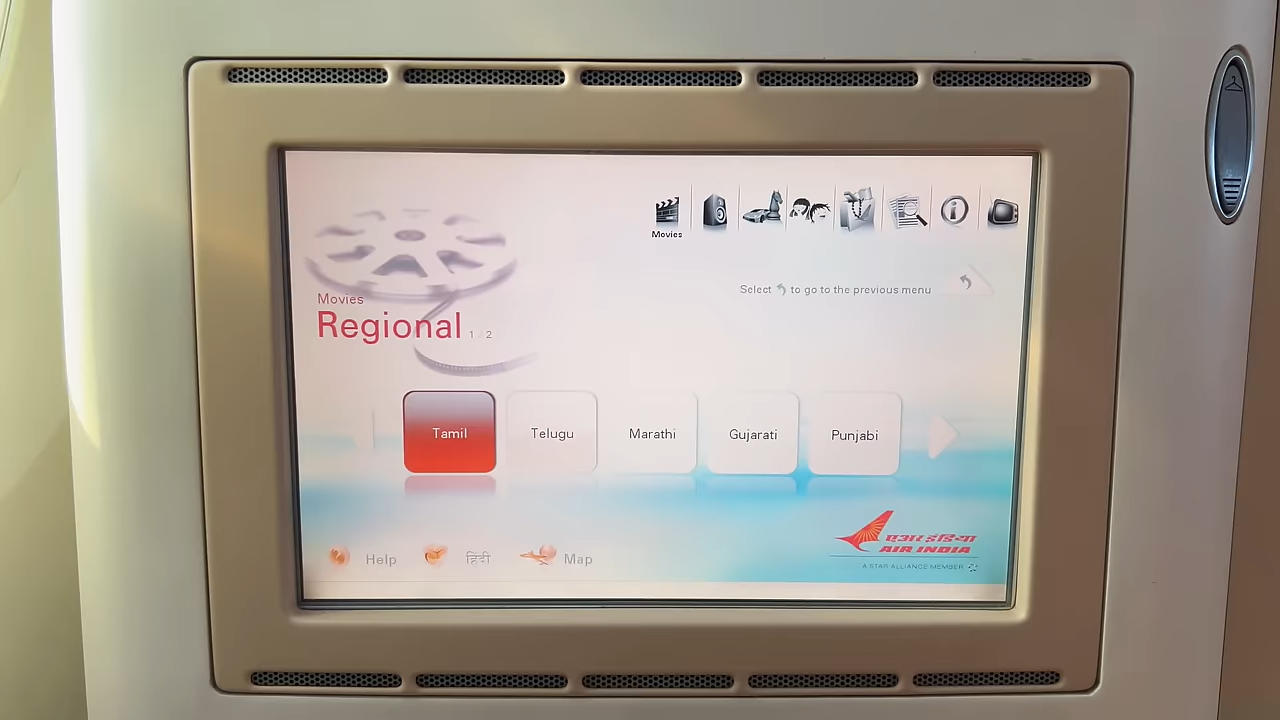 Movies
Select to go to the previous menu
Movies
Regional 1 2
Tamil
Telugu
Marathi
Gujarati
Punjabi
एअर इंडिया
AIR INDIA
A STAR ALLIANCE MEMBER
Help
हिंदी
Map